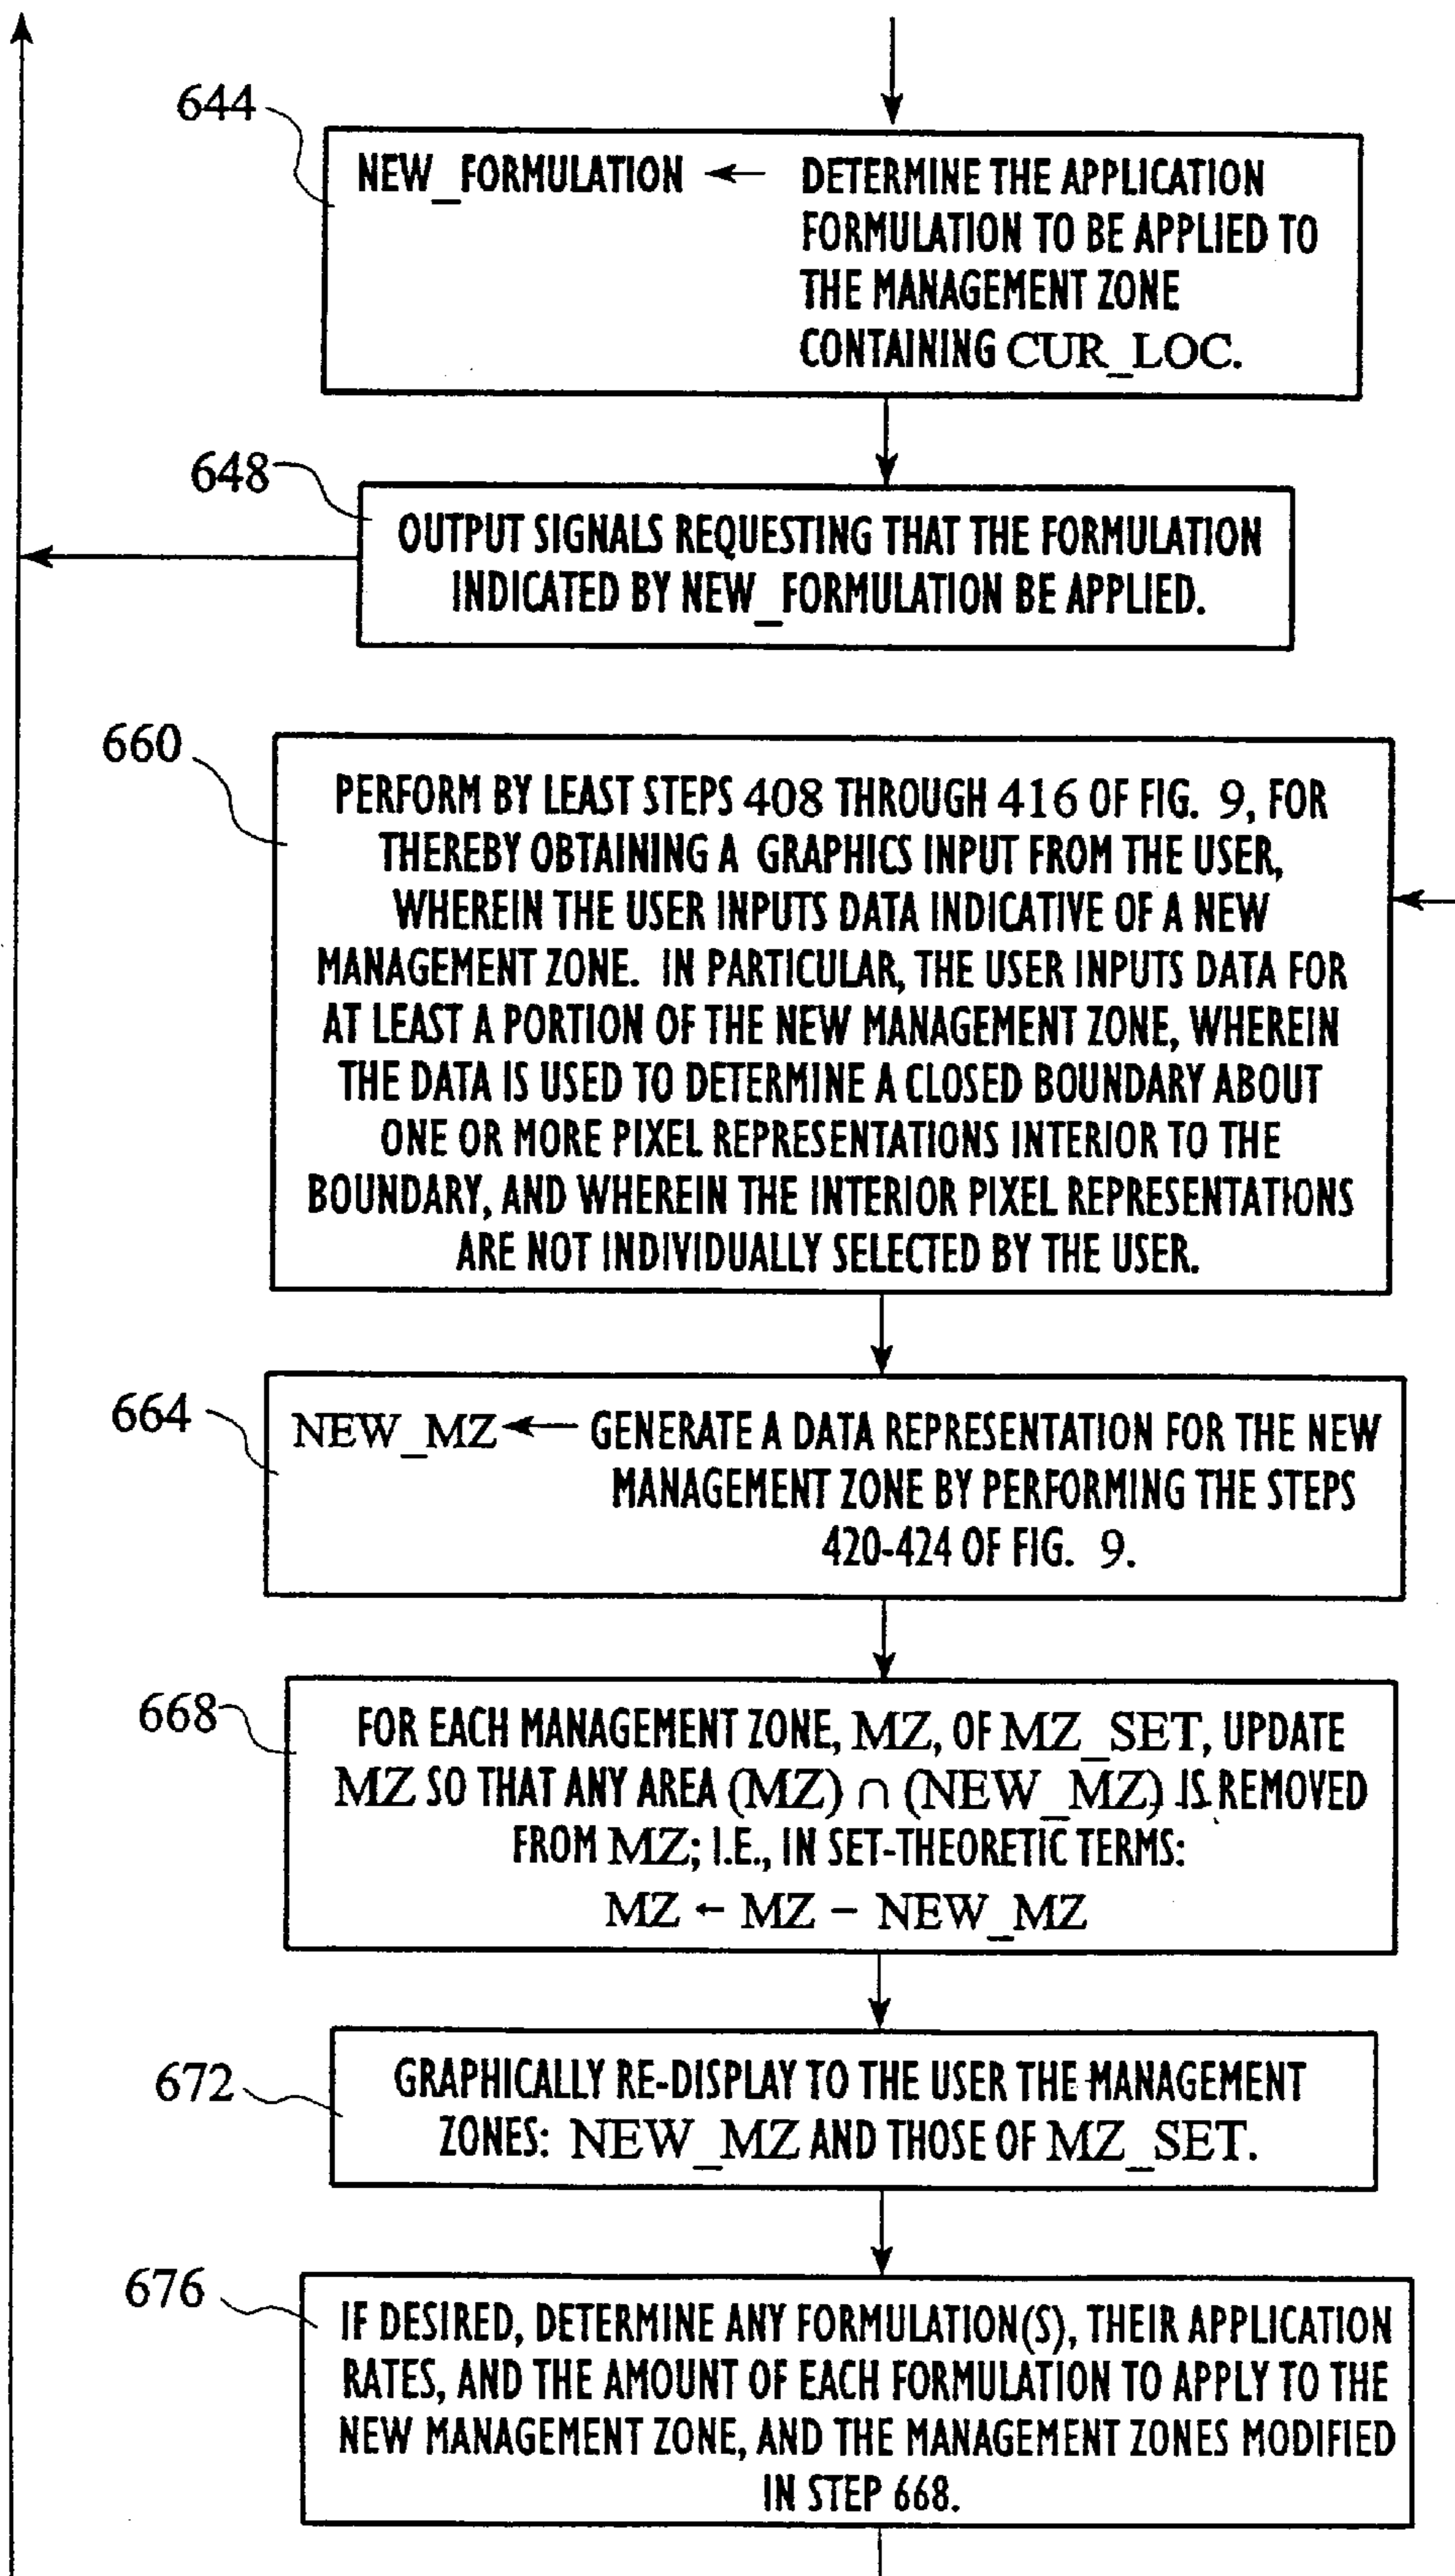 644
NEW_FORMULATION ← DETERMINE THE APPLICATION
FORMULATION TO BE APPLIED TO
THE MANAGEMENT ZONE
CONTAINING CUR_LOC.
648
OUTPUT SIGNALS REQUESTING THAT THE FORMULATION
INDICATED BY NEW_FORMULATION BE APPLIED.
660
PERFORM BY LEAST STEPS 408 THROUGH 416 OF FIG. 9, FOR
THEREBY OBTAINING A GRAPHICS INPUT FROM THE USER,
WHEREIN THE USER INPUTS DATA INDICATIVE OF A NEW
MANAGEMENT ZONE. IN PARTICULAR, THE USER INPUTS DATA FOR
AT LEAST A PORTION OF THE NEW MANAGEMENT ZONE, WHEREIN
THE DATA IS USED TO DETERMINE A CLOSED BOUNDARY ABOUT
ONE OR MORE PIXEL REPRESENTATIONS INTERIOR TO THE
BOUNDARY, AND WHEREIN THE INTERIOR PIXEL REPRESENTATIONS
ARE NOT INDIVIDUALLY SELECTED BY THE USER.
664
NEW_MZ ← GENERATE A DATA REPRESENTATION FOR THE NEW
MANAGEMENT ZONE BY PERFORMING THE STEPS
420-424 OF FIG. 9.
668
FOR EACH MANAGEMENT ZONE, MZ, OF MZ_SET, UPDATE
MZ SO THAT ANY AREA (MZ) ∩ (NEW_MZ) IS REMOVED
FROM MZ; I.E., IN SET-THEORETIC TERMS:
MZ ← MZ – NEW_MZ
672
GRAPHICALLY RE-DISPLAY TO THE USER THE MANAGEMENT
ZONES: NEW_MZ AND THOSE OF MZ_SET.
676
IF DESIRED, DETERMINE ANY FORMULATION(S), THEIR APPLICATION
RATES, AND THE AMOUNT OF EACH FORMULATION TO APPLY TO THE
NEW MANAGEMENT ZONE, AND THE MANAGEMENT ZONES MODIFIED
IN STEP 668.